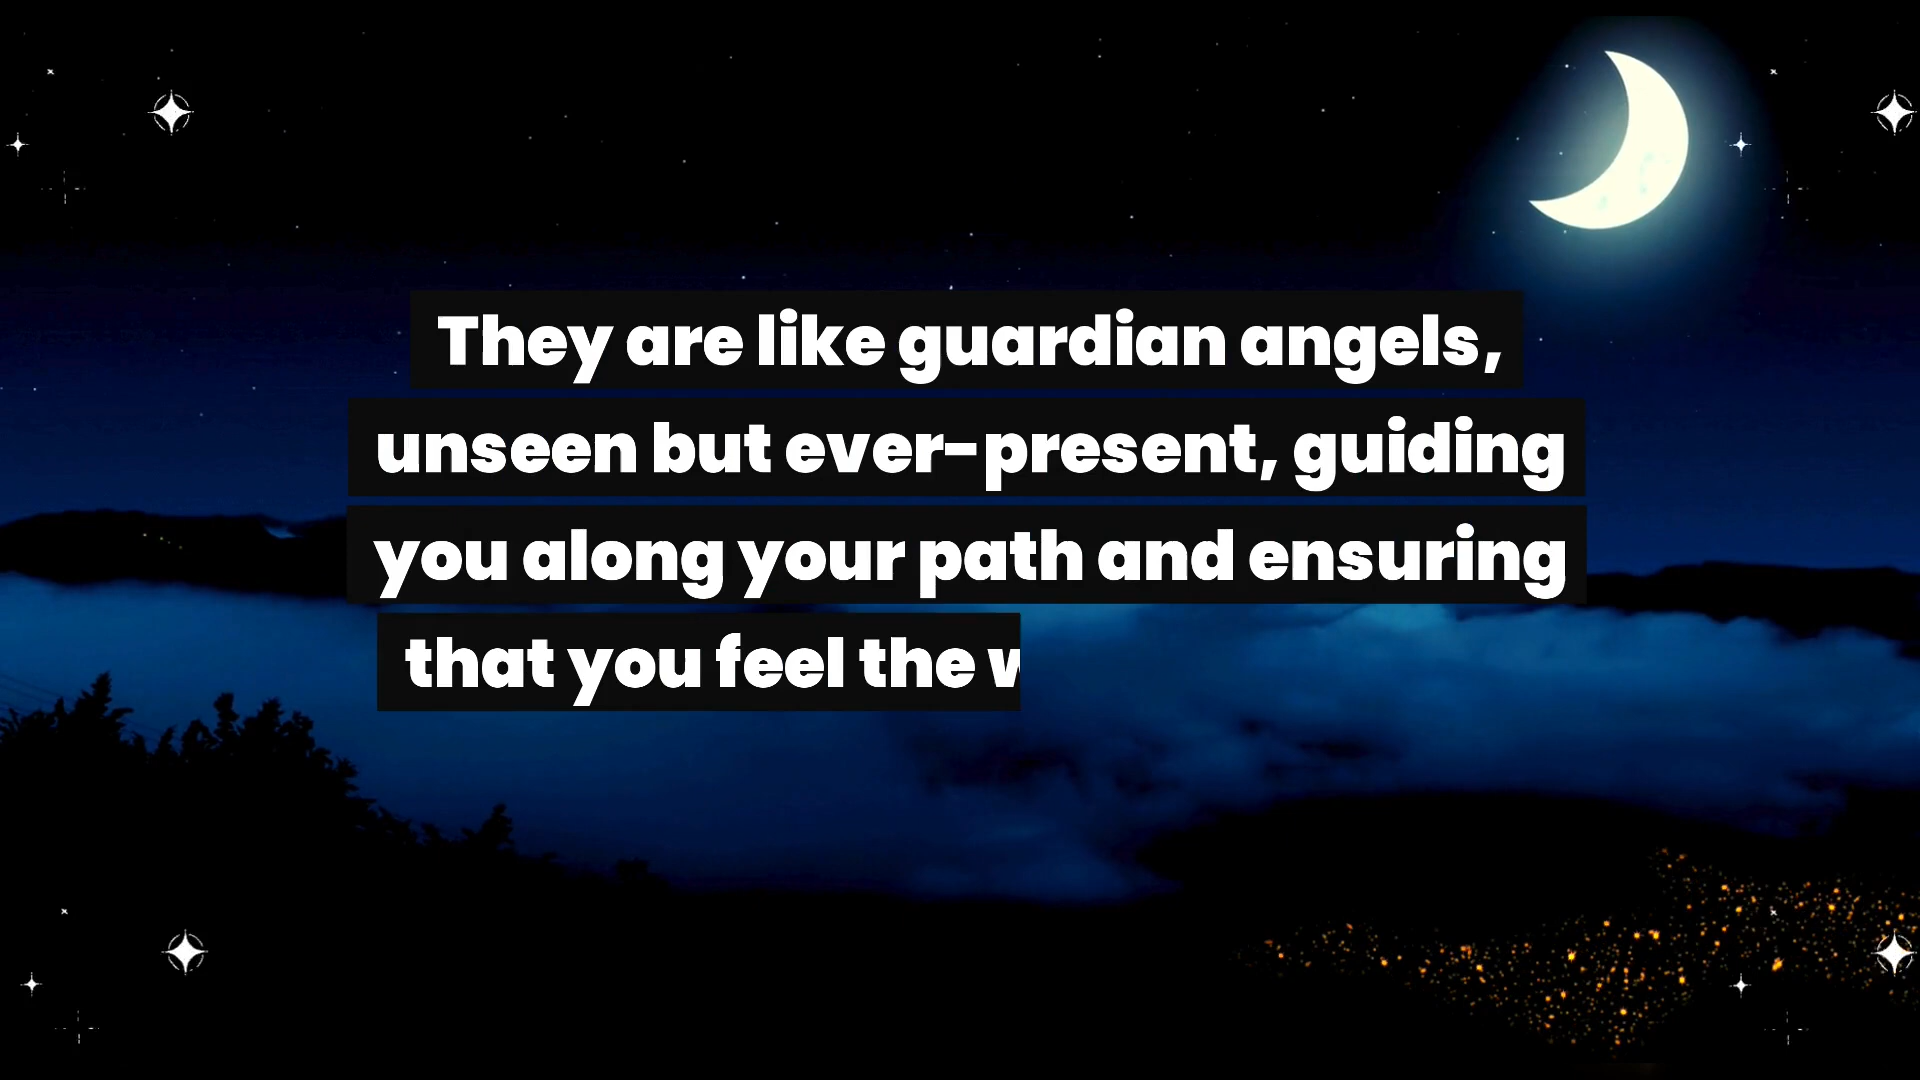 They are like guardian angels,
unseen but ever-present, guiding
you along your path and ensuring
that you feel the